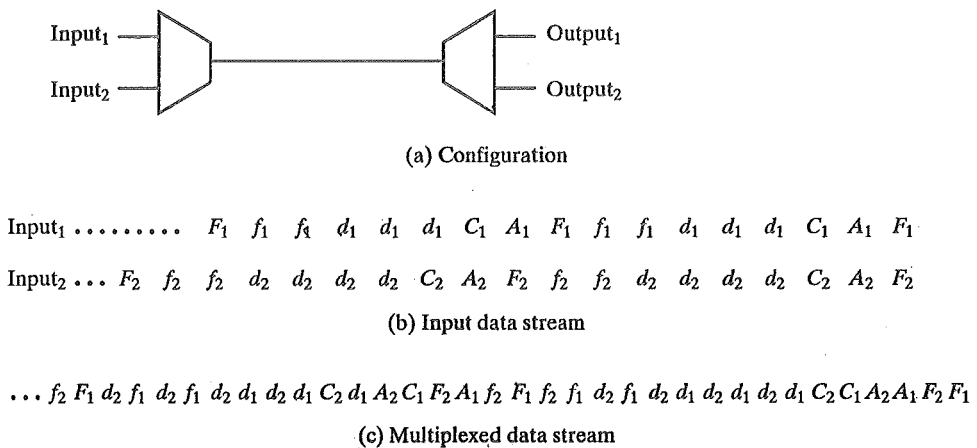 Input₁ Output₁
Input₂ Output₂
(a) Configuration
Input₁ ......... F₁ f₁ f₁ d₁ d₁ d₁ C₁ A₁ F₁ f₁ f₁ d₁ d₁ d₁ C₁ A₁ F₁
Input₂ ... F₂ f₂ f₂ d₂ d₂ d₂ d₂ C₂ A₂ F₂ f₂ f₂ d₂ d₂ d₂ d₂ C₂ A₂ F₂
(b) Input data stream
... f₂ F₁ d₂ f₁ d₂ f₁ d₂ d₁ d₂ d₁ C₂ d₁ A₂ C₁ F₂ A₁ f₂ F₁ f₂ f₁ d₂ f₁ d₂ d₁ d₂ d₁ d₂ d₁ C₂ C₁ A₂ A₁ F₂ F₁
(c) Multiplexed data stream